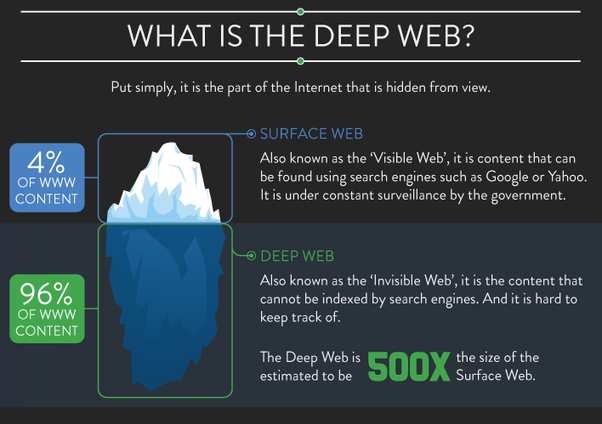 WHAT IS THE DEEP WEB?
Put simply, it is the part of the Internet that is hidden from view.
4%
OF WWW
CONTENT
SURFACE WEB
Also known as the ‘Visible Web’, it is content that can
be found using search engines such as Google or Yahoo.
It is under constant surveillance by the government.
96%
OF WWW
CONTENT
DEEP WEB
Also known as the ‘Invisible Web’, it is the content that
cannot be indexed by search engines. And it is hard to
keep track of.
The Deep Web is
estimated to be
500X
the size of the
Surface Web.